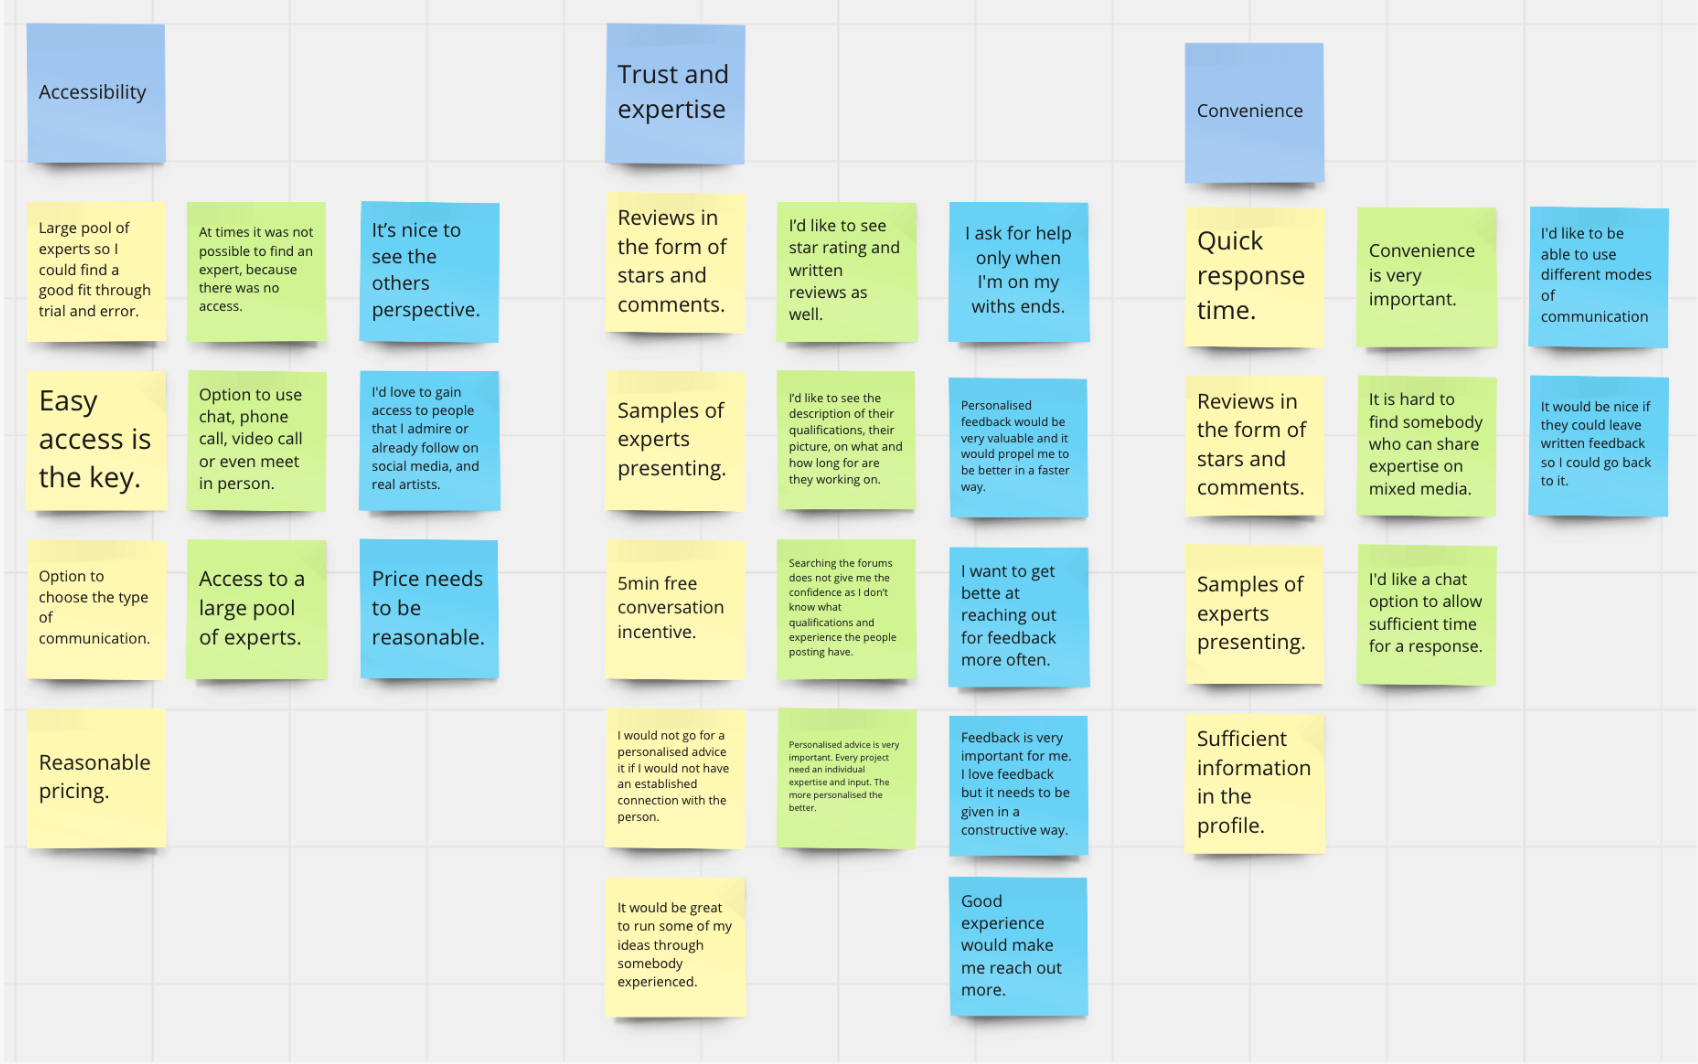 Accessibility
Large pool of
experts so I
could find a
good fit through
trial and error.
At times it was not
possible to find an
expert, because
there was no
access.
It's nice to
see the
others
perspective.
Easy
access is
the key.
Option to use
chat, phone
call, video call
or even meet
in person.
I'd love to gain
access to people
that I admire or
already follow on
social media, and
real artists.
Option to
choose the type
of
communication.
Access to a
large pool
of experts.
Price needs
to be
reasonable.
Reasonable
pricing.
Trust and
expertise
Reviews in
the form of
stars and
comments.
I'd like to see
star rating and
written
reviews as
well.
I ask for help
only when
I'm on my
withs ends.
Samples of
experts
presenting.
I'd like to see the
description of their
qualifications, their
picture, on what and
how long for are
they working on.
Personalised
feedback would be
very valuable and it
would propel me to
be better in a faster
way.
5min free
conversation
incentive.
Searching the forums
does not give me the
confidence as I don't
know what
qualifications and
experience the people
posting have.
I want to get
bette at
reaching out
for feedback
more often.
I would not go for a
personalised advice
it if I would not have
an established
connection with the
person.
Personalised advice is very
important. Every project
need an individual
expertise and input. The
more personalised the
better.
Feedback is very
important for me.
I love feedback
but it needs to be
given in a
constructive way.
It would be great
to run some of my
ideas through
somebody
experienced.
Good
experience
would make
me reach out
more.
Convenience
Quick
response
time.
Convenience
is very
important.
I'd like to be
able to use
different modes
of
communication
Reviews in
the form of
stars and
comments.
It is hard to
find somebody
who can share
expertise on
mixed media.
It would be nice if
they could leave
written feedback
so I could go back
to it.
Samples of
experts
presenting.
I'd like a chat
option to allow
sufficient time
for a response.
Sufficient
information
in the
profile.